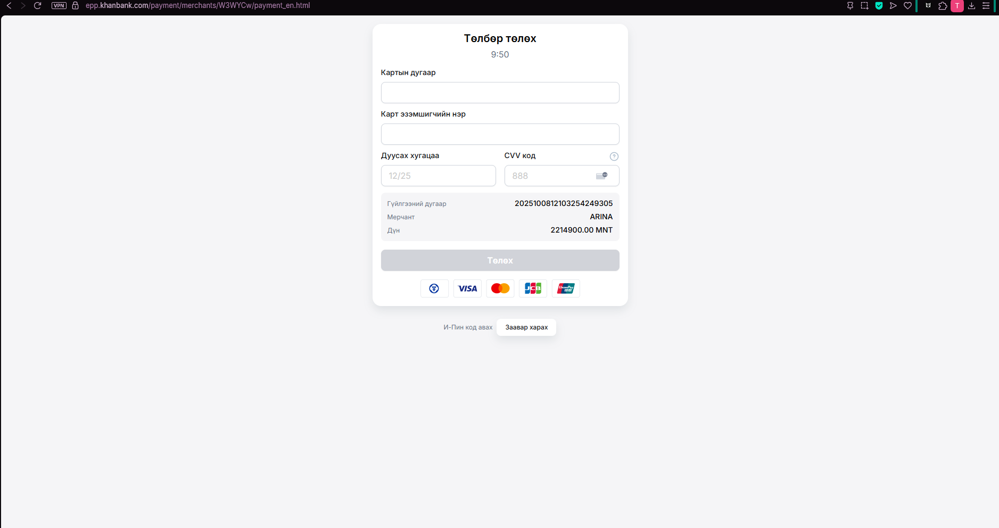 VPN
epp.khanbank.com/payment/merchants/W3WYCw/payment_en.html
T
Төлбөр төлөх
9:50
Картын дугаар
Карт эзэмшигчийн нэр
Дуусах хугацаа
CVV код
?
12/25
888
Гүйлгээний дугаар
2025100812103254249305
Мерчант
ARINA
Дүн
2214900.00 MNT
Төлөх
VISA
JCB
UnionPay
银联
И-Пин код авах
Заавар харах